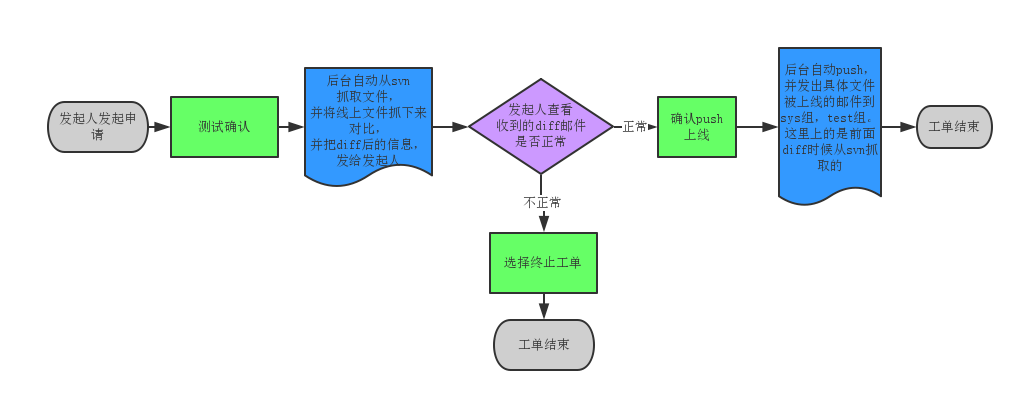 发起人发起申
请
测试确认
后台自动从svn
抓取文件，
并将线上文件抓下来
对比，
并把diff后的信息，
发给发起人
发起人查看
收到的diff邮件
是否正常
正常
不正常
选择终止工单
工单结束
确认push
上线
后台自动push，
并发出具体文件
被上线的邮件到
sys组，test组。
这里上的是前面
diff时候从svn抓
取的
工单结束